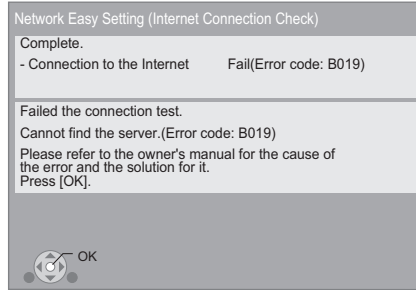 Network Easy Setting (Internet Connection Check)
Complete.
- Connection to the Internet Fail(Error code: B019)
Failed the connection test.
Cannot find the server.(Error code: B019)
Please refer to the owner's manual for the cause of
the error and the solution for it.
Press [OK].
OK